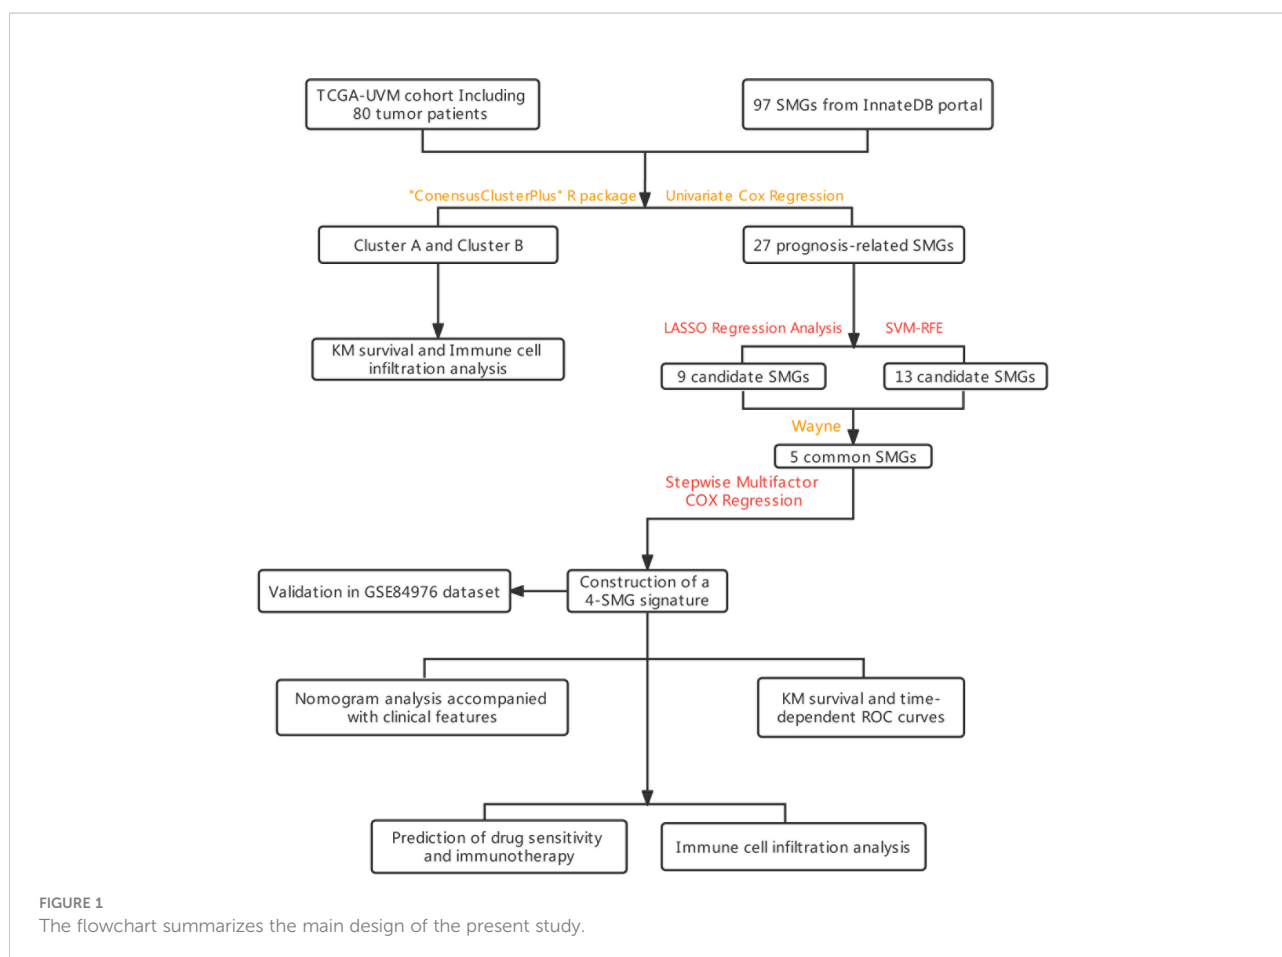 TCGA-UVM cohort Including
80 tumor patients
97 SMGs from InnateDB portal
"ConensusClusterPlus" R package
Univariate Cox Regression
Cluster A and Cluster B
27 prognosis-related SMGs
LASSO Regression Analysis
SVM-RFE
KM survival and Immune cell
infiltration analysis
9 candidate SMGs
13 candidate SMGs
Wayne
5 common SMGs
Stepwise Multifactor
COX Regression
Validation in GSE84976 dataset
Construction of a
4-SMG signature
Nomogram analysis accompanied
with clinical features
KM survival and time-
dependent ROC curves
Prediction of drug sensitivity
and immunotherapy
Immune cell infiltration analysis
FIGURE 1
The flowchart summarizes the main design of the present study.